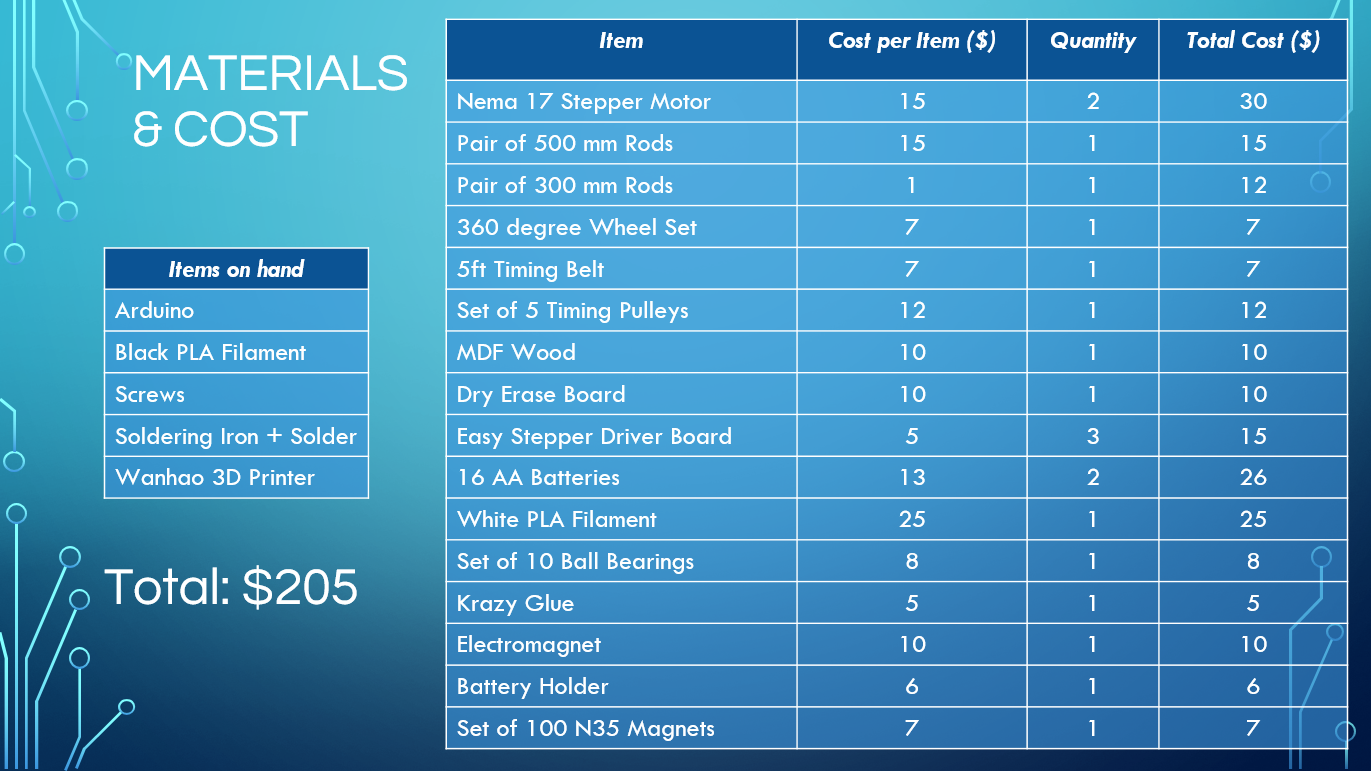 MATERIALS
& COST
Items on hand
Arduino
Black PLA Filament
Screws
Soldering Iron + Solder
Wanhao 3D Printer
Total: $205
Item Cost per Item ($) Quantity Total Cost ($)
Nema 17 Stepper Motor 15 2 30
Pair of 500 mm Rods 15 1 15
Pair of 300 mm Rods 1 1 12
360 degree Wheel Set 7 1 7
5ft Timing Belt 7 1 7
Set of 5 Timing Pulleys 12 1 12
MDF Wood 10 1 10
Dry Erase Board 10 1 10
Easy Stepper Driver Board 5 3 15
16 AA Batteries 13 2 26
White PLA Filament 25 1 25
Set of 10 Ball Bearings 8 1 8
Krazy Glue 5 1 5
Electromagnet 10 1 10
Battery Holder 6 1 6
Set of 100 N35 Magnets 7 1 7